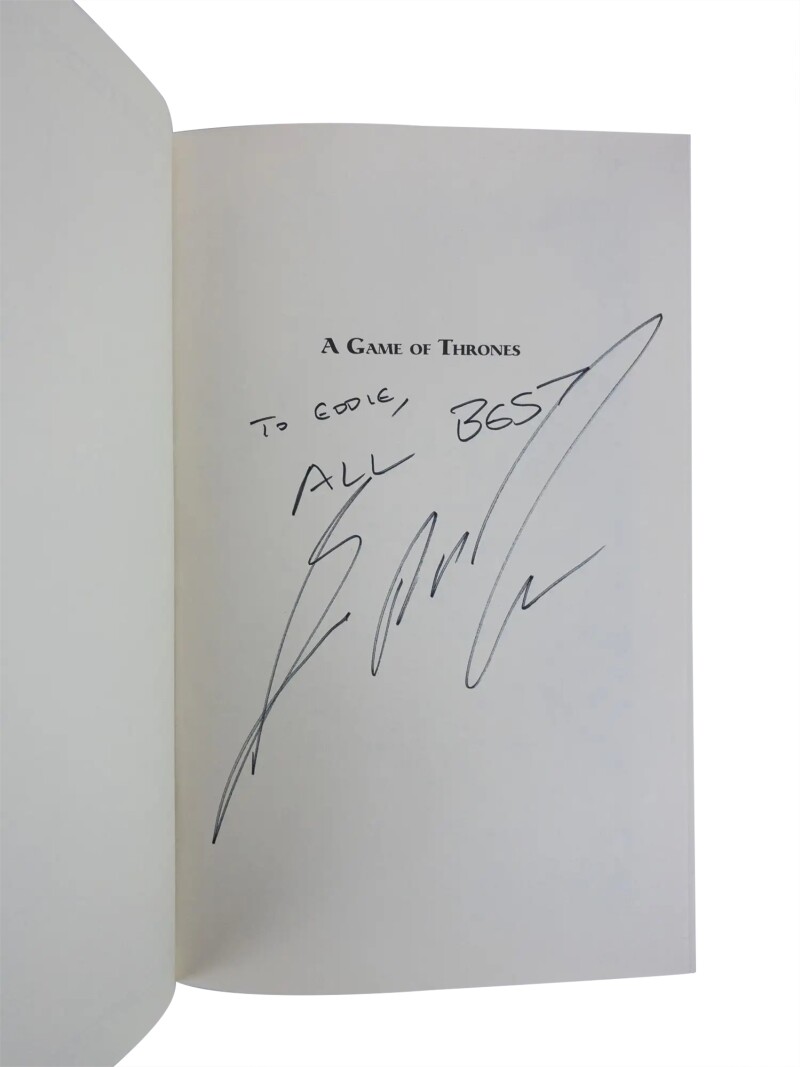 A Game of Thrones
To Eddie,
All Best